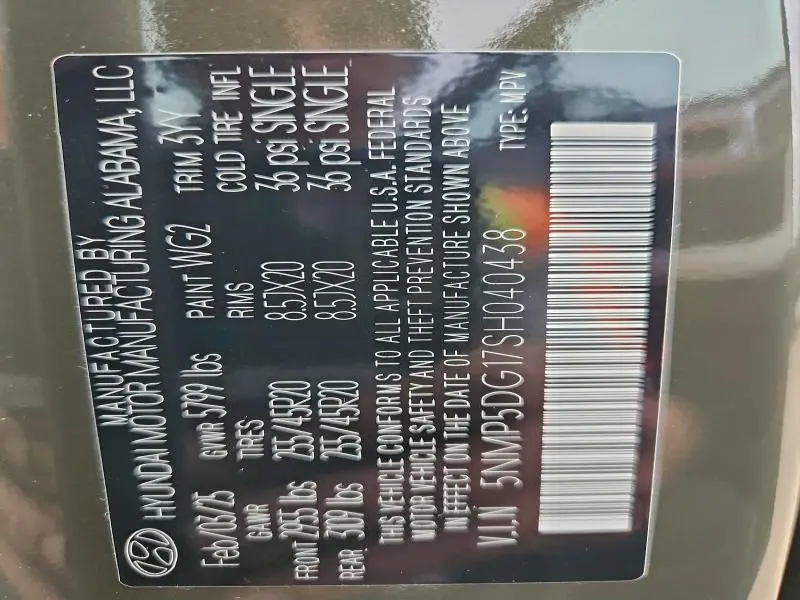 MANUFACTURED BY
HYUNDAI MOTOR MANUFACTURING ALABAMA, LLC
Feb/03/25 GWR 5799 lbs PAINT WG2 TRIM 3YY
GAWR TIRES RIMS COLD TIRE INFL
FRONT 2955 lbs 255/45R20 8.5JX20 36 psi SINGLE
REAR 3109 lbs 255/45R20 8.5JX20 36 psi SINGLE
THIS VEHICLE CONFORMS TO ALL APPLICABLE U.S.A. FEDERAL
MOTOR VEHICLE SAFETY AND THEFT PREVENTION STANDARDS
IN EFFECT ON THE DATE OF MANUFACTURE SHOWN ABOVE
V.I.N 5NMP5DG17SH040438 TYPE: MPV